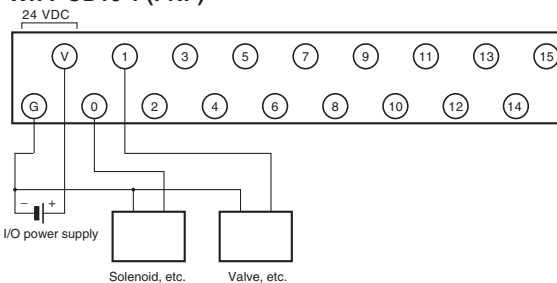 24 VDC
V 1 3 5 7 9 11 13 15
G 0 2 4 6 8 10 12 14
− +
I/O power supply
Solenoid, etc. Valve, etc.